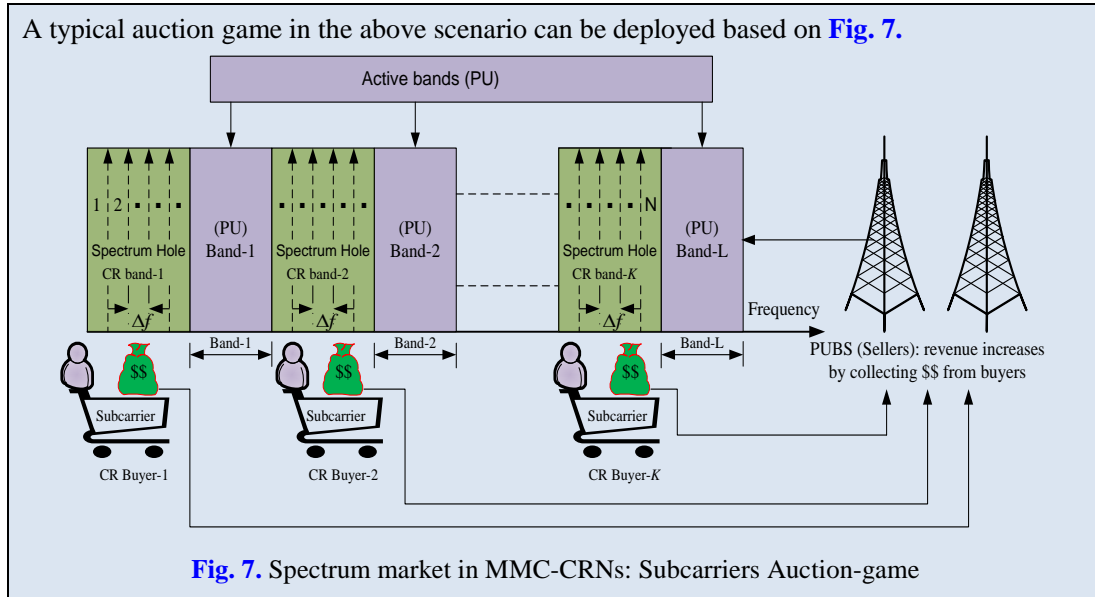 A typical auction game in the above scenario can be deployed based on Fig. 7.
Active bands (PU)
1 2 . . . .
Spectrum Hole
CR band-1
Δf
(PU)
Band-1
. . . . . .
Spectrum Hole
CR band-2
Δf
(PU)
Band-2
. . . . . N
Spectrum Hole
CR band-K
Δf
(PU)
Band-L
Frequency
Band-1
Band-2
Band-L
PUBS (Sellers): revenue increases
by collecting $$ from buyers
$$
Subcarrier
CR Buyer-1
$$
Subcarrier
CR Buyer-2
$$
Subcarrier
CR Buyer-K
Fig. 7. Spectrum market in MMC-CRNs: Subcarriers Auction-game